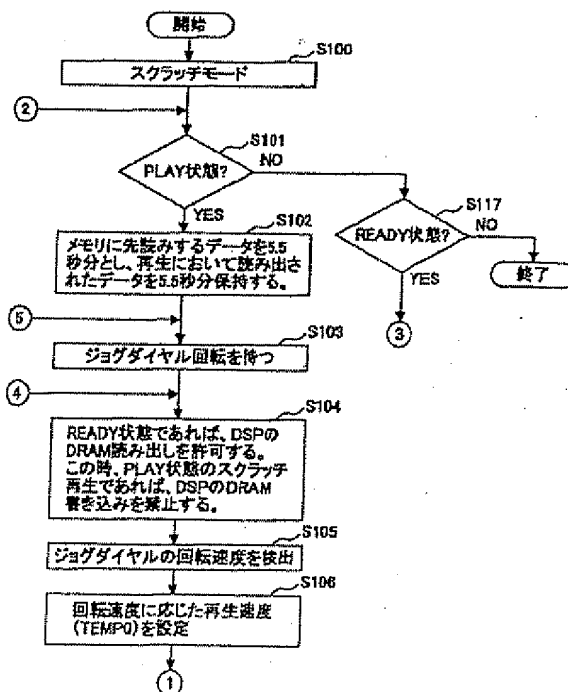 開始
S100
スクラッチモード
②
S101
PLAY状態?
NO
YES
S117
READY状態?
NO
YES
終了
③
S102
メモリに先読みするデータを5.5
秒分とし、再生において読み出さ
れたデータを5.5秒分保持する。
⑤
S103
ジョグダイヤル回転を待つ
④
S104
READY状態であれば、DSPの
DRAM読み出しを許可する。
この時、PLAY状態のスクラッチ
再生であれば、DSPのDRAM
書き込みを禁止する。
S105
ジョグダイヤルの回転速度を検出
S106
回転速度に応じた再生速度
(TEMPO)を設定
①